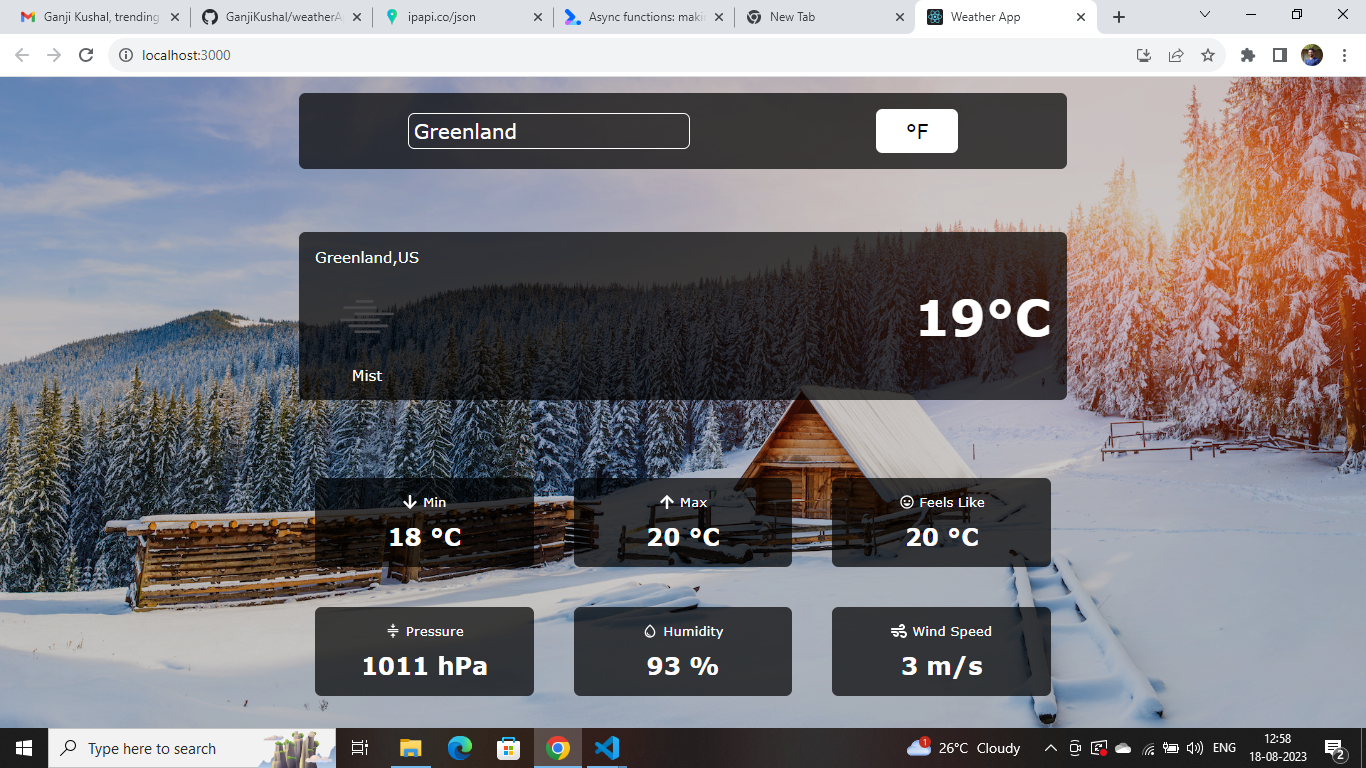 Ganji Kushal, trending
GanjiKushal/weatherA
ipapi.co/json
Async functions: makin
New Tab
Weather App
localhost:3000
Greenland
°F
Greenland,US
19°C
Mist
Min
18 °C
Max
20 °C
Feels Like
20 °C
Pressure
1011 hPa
Humidity
93 %
Wind Speed
3 m/s
Type here to search
1
26°C Cloudy
ENG
12:58
18-08-2023
2